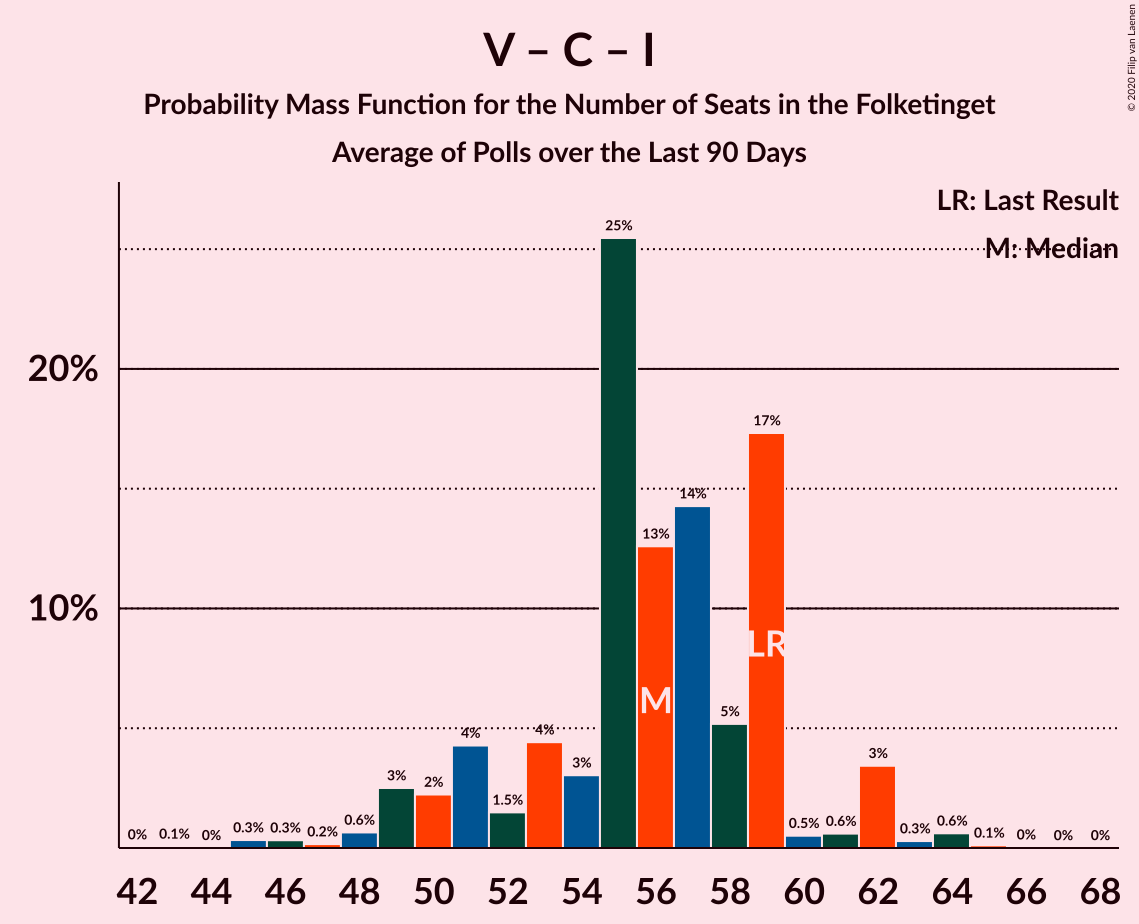 V – C – I
Probability Mass Function for the Number of Seats in the Folketinget
Average of Polls over the Last 90 Days
© 2020 Filip van Laenen
LR: Last Result
M: Median
25%
20%
17%
14%
13%
10%
LR
M
5%
4% 4%
3% 3% 3%
2%
1.5%
0% 0.1% 0% 0.3% 0.3% 0.2% 0.6% 0.5% 0.6% 0.3% 0.6% 0.1% 0% 0% 0%
42 44 46 48 50 52 54 56 58 60 62 64 66 68